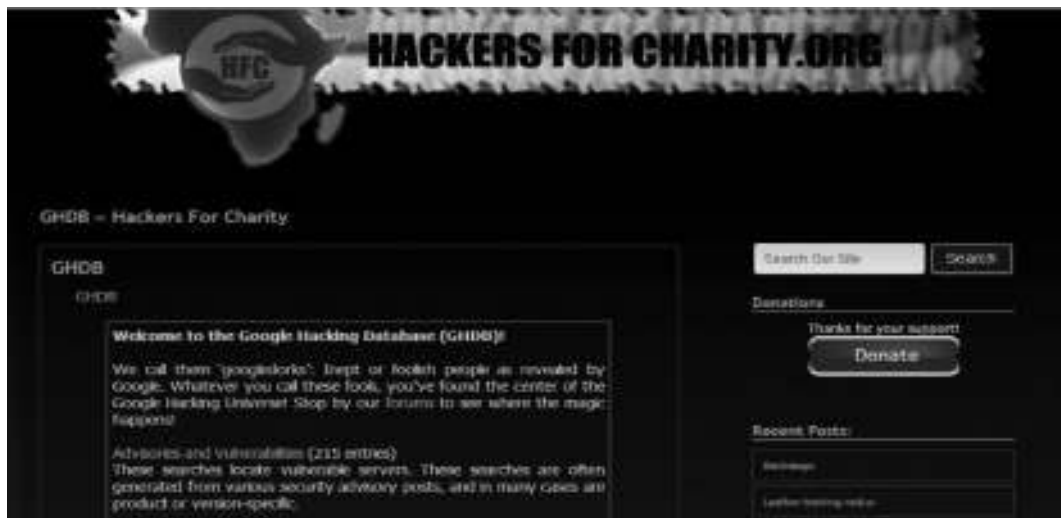 HFC
HACKERS FOR CHARITY.ORG
GHDB – Hackers For Charity
GHDB
GHDB
Welcome to the Google Hacking Database (GHDB)!
We call them 'googledorks': Inept or foolish people as revealed by
Google. Whatever you call these fools, you've found the center of the
Google Hacking Universe! Stop by our forums to see where the magic
happens!
Advisories and Vulnerabilities (215 entries)
These searches locate vulnerable servers. These searches are often
generated from various security advisory posts, and in many cases are
product or version-specific.
Search Our Site
Search
Donations
Thanks for your support!
Donate
Recent Posts: